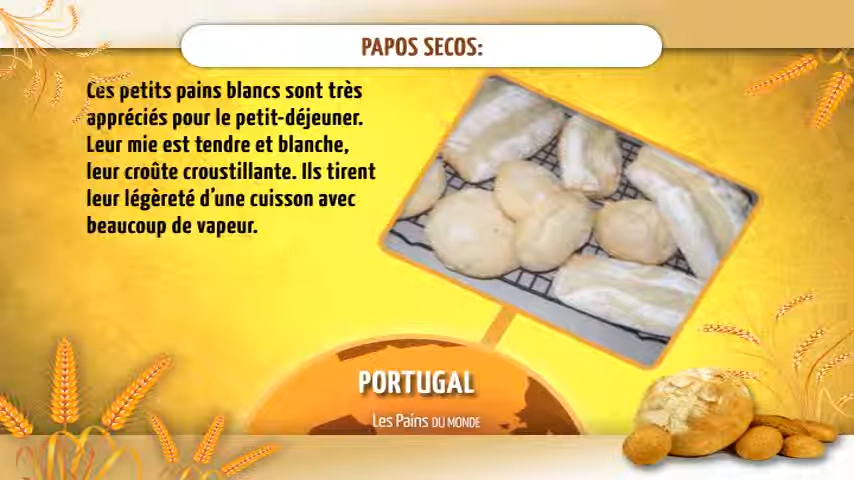 PAPOS SECOS:
Ces petits pains blancs sont très
appréciés pour le petit-déjeuner.
Leur mie est tendre et blanche,
leur croûte croustillante. Ils tirent
leur légèreté d'une cuisson avec
beaucoup de vapeur.
PORTUGAL
Les Pains DU MONDE